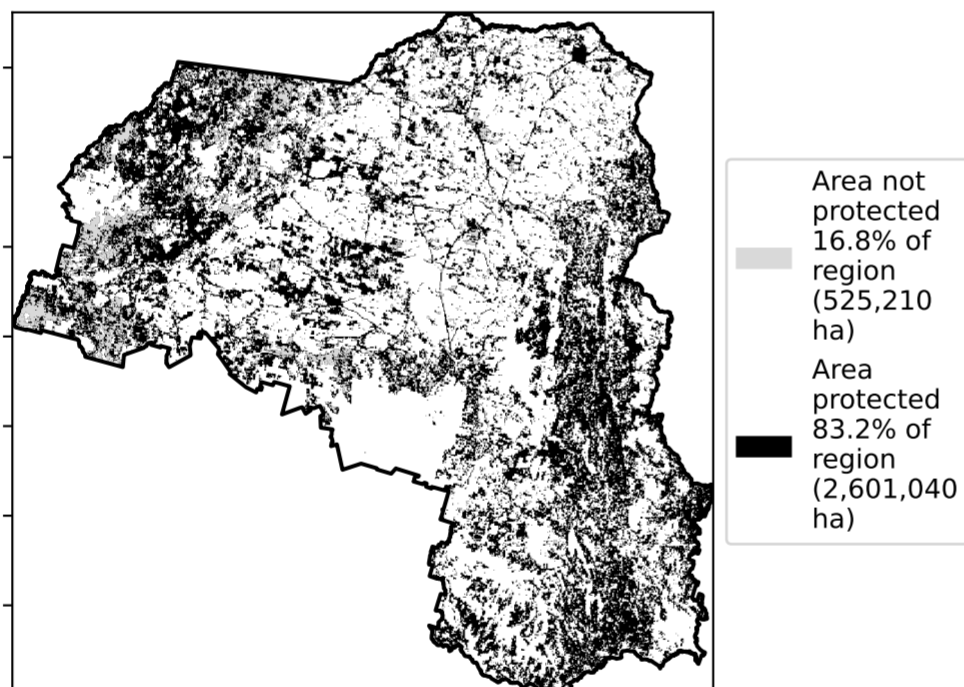 Area not
protected
16.8% of
region
(525,210
ha)
Area
protected
83.2% of
region
(2,601,040
ha)